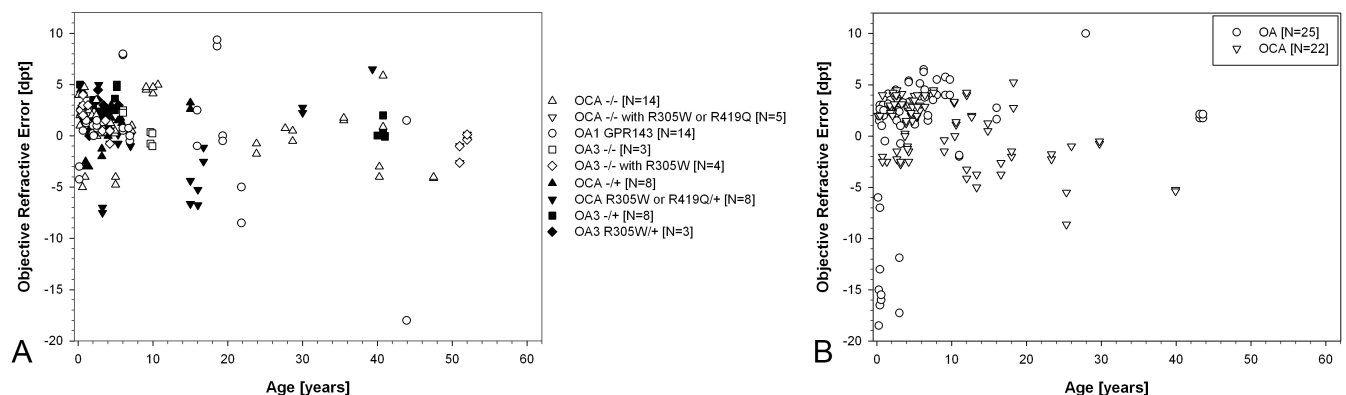 A
Objective Refractive Error [dpt]
10
5
0
-5
-10
-15
-20
0
10
20
30
40
50
60
Age [years]
OCA -/- [N=14]
OCA -/- with R305W or R419Q [N=5]
OA1 GPR143 [N=14]
OA3 -/- [N=3]
OA3 -/- with R305W [N=4]
OCA -/+ [N=8]
OCA R305W or R419Q/+ [N=8]
OA3 -/+ [N=8]
OA3 R305W/+ [N=3]
B
Objective Refractive Error [dpt]
10
5
0
-5
-10
-15
-20
0
10
20
30
40
50
60
Age [years]
OA [N=25]
OCA [N=22]